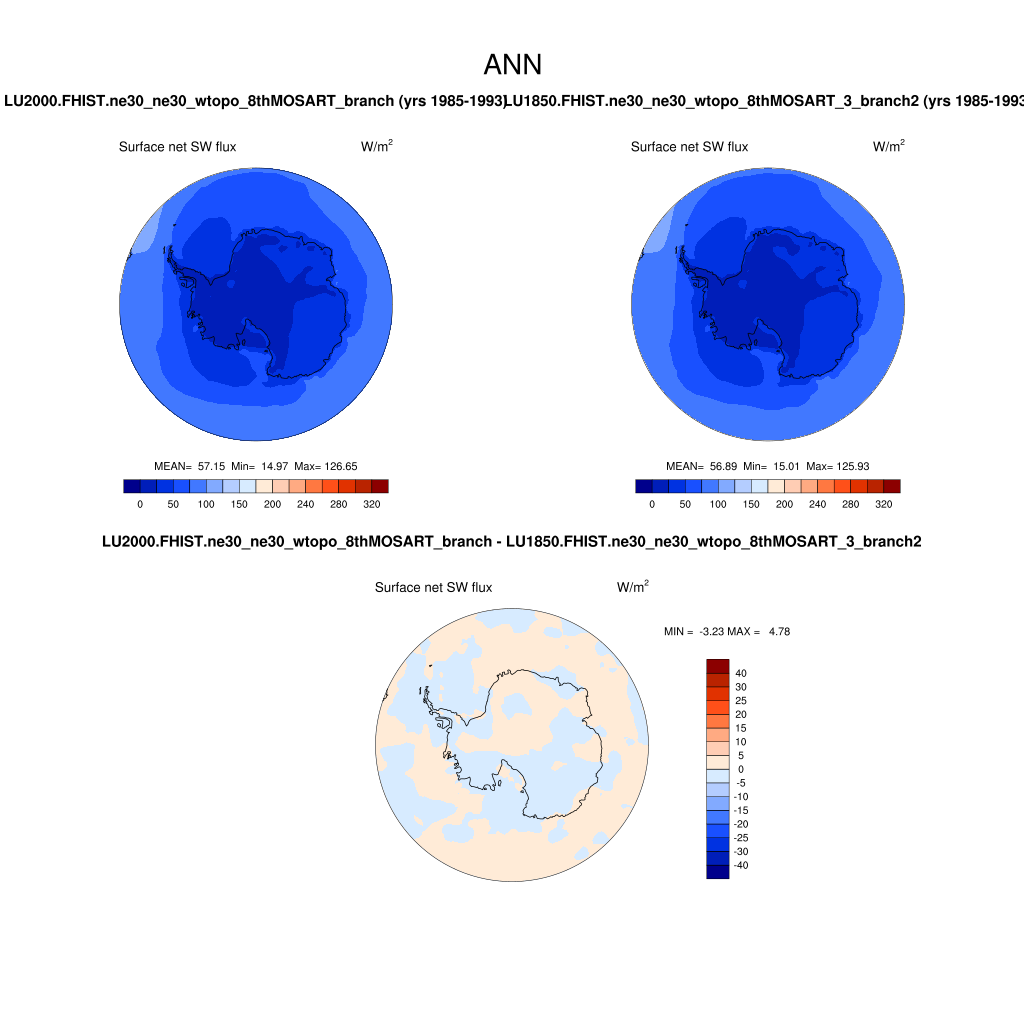 ANN
LU2000.FHIST.ne30_ne30_wtopo_8thMOSART_branch (yrs 1985-1993)
LU1850.FHIST.ne30_ne30_wtopo_8thMOSART_3_branch2 (yrs 1985-1993
Surface net SW flux W/m2
Surface net SW flux W/m2
MEAN= 57.15 Min= 14.97 Max= 126.65
MEAN= 56.89 Min= 15.01 Max= 125.93
0 50 100 150 200 240 280 320
0 50 100 150 200 240 280 320
LU2000.FHIST.ne30_ne30_wtopo_8thMOSART_branch - LU1850.FHIST.ne30_ne30_wtopo_8thMOSART_3_branch2
Surface net SW flux W/m2
MIN = -3.23 MAX = 4.78
40
30
25
20
15
10
5
0
-5
-10
-15
-20
-25
-30
-40